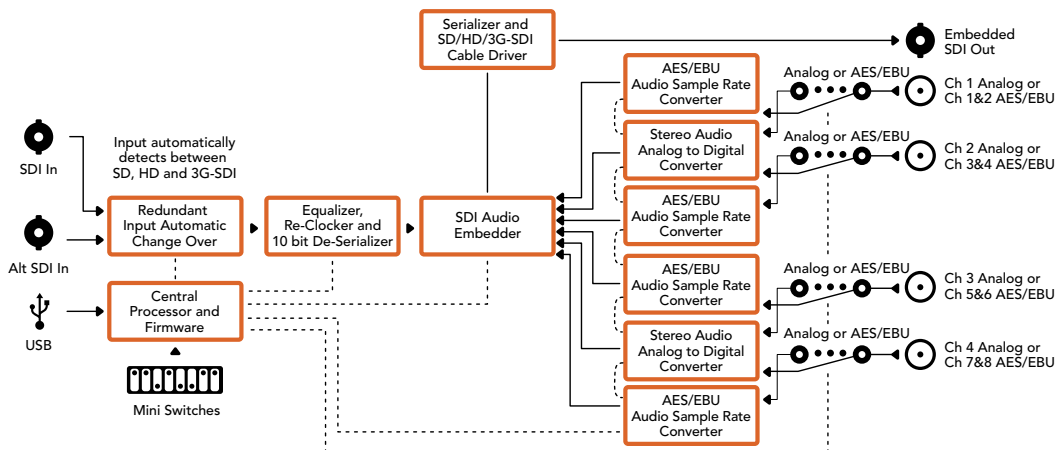 Serializer and
SD/HD/3G-SDI
Cable Driver
Embedded
SDI Out
AES/EBU
Audio Sample Rate
Converter
Analog or AES/EBU
Ch 1 Analog or
Ch 1&2 AES/EBU
Input automatically
detects between
SD, HD and 3G-SDI
SDI In
Stereo Audio
Analog to Digital
Converter
Analog or AES/EBU
Ch 2 Analog or
Ch 3&4 AES/EBU
Redundant
Input Automatic
Change Over
Equalizer,
Re-Clocker and
10 bit De-Serializer
SDI Audio
Embedder
AES/EBU
Audio Sample Rate
Converter
Alt SDI In
AES/EBU
Audio Sample Rate
Converter
Analog or AES/EBU
Ch 3 Analog or
Ch 5&6 AES/EBU
Central
Processor and
Firmware
USB
Stereo Audio
Analog to Digital
Converter
Analog or AES/EBU
Ch 4 Analog or
Ch 7&8 AES/EBU
Mini Switches
AES/EBU
Audio Sample Rate
Converter